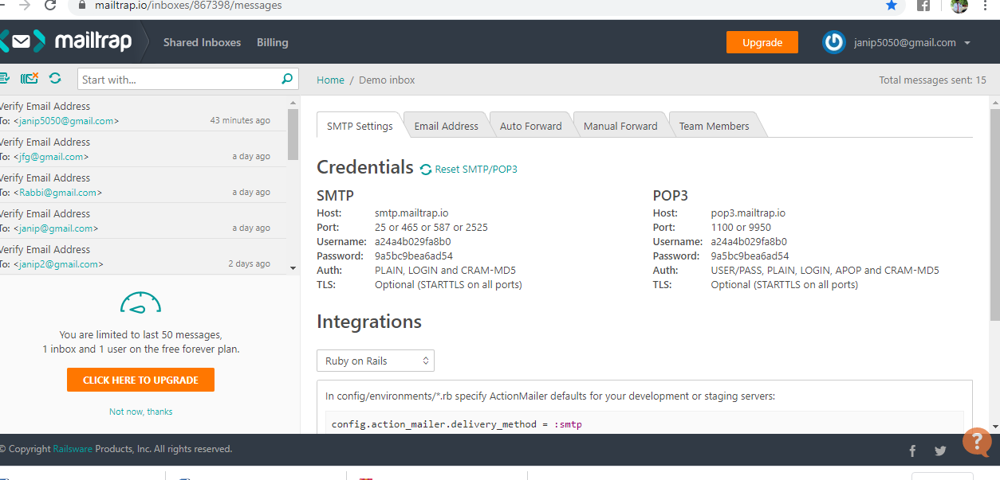 mailtrap.io/inboxes/867398/messages
mailtrap
Shared Inboxes
Billing
Upgrade
janip5050@gmail.com
Start with...
Home / Demo inbox
Total messages sent: 15
Verify Email Address
To: <janip5050@gmail.com>
43 minutes ago
Verify Email Address
To: <jfg@gmail.com>
a day ago
Verify Email Address
To: <Rabbi@gmail.com>
a day ago
Verify Email Address
To: <janip@gmail.com>
a day ago
Verify Email Address
To: <janip2@gmail.com>
2 days ago
You are limited to last 50 messages,
1 inbox and 1 user on the free forever plan.
CLICK HERE TO UPGRADE
Not now, thanks
SMTP Settings
Email Address
Auto Forward
Manual Forward
Team Members
Credentials
Reset SMTP/POP3
SMTP
Host: smtp.mailtrap.io
Port: 25 or 465 or 587 or 2525
Username: a24a4b029fa8b0
Password: 9a5bc9bea6ad54
Auth: PLAIN, LOGIN and CRAM-MD5
TLS: Optional (STARTTLS on all ports)
POP3
Host: pop3.mailtrap.io
Port: 1100 or 9950
Username: a24a4b029fa8b0
Password: 9a5bc9bea6ad54
Auth: USER/PASS, PLAIN, LOGIN, APOP and CRAM-MD5
TLS: Optional (STARTTLS on all ports)
Integrations
Ruby on Rails
In config/environments/*.rb specify ActionMailer defaults for your development or staging servers:
config.action_mailer.delivery_method = :smtp
© Copyright Railsware Products, Inc. All rights reserved.
?